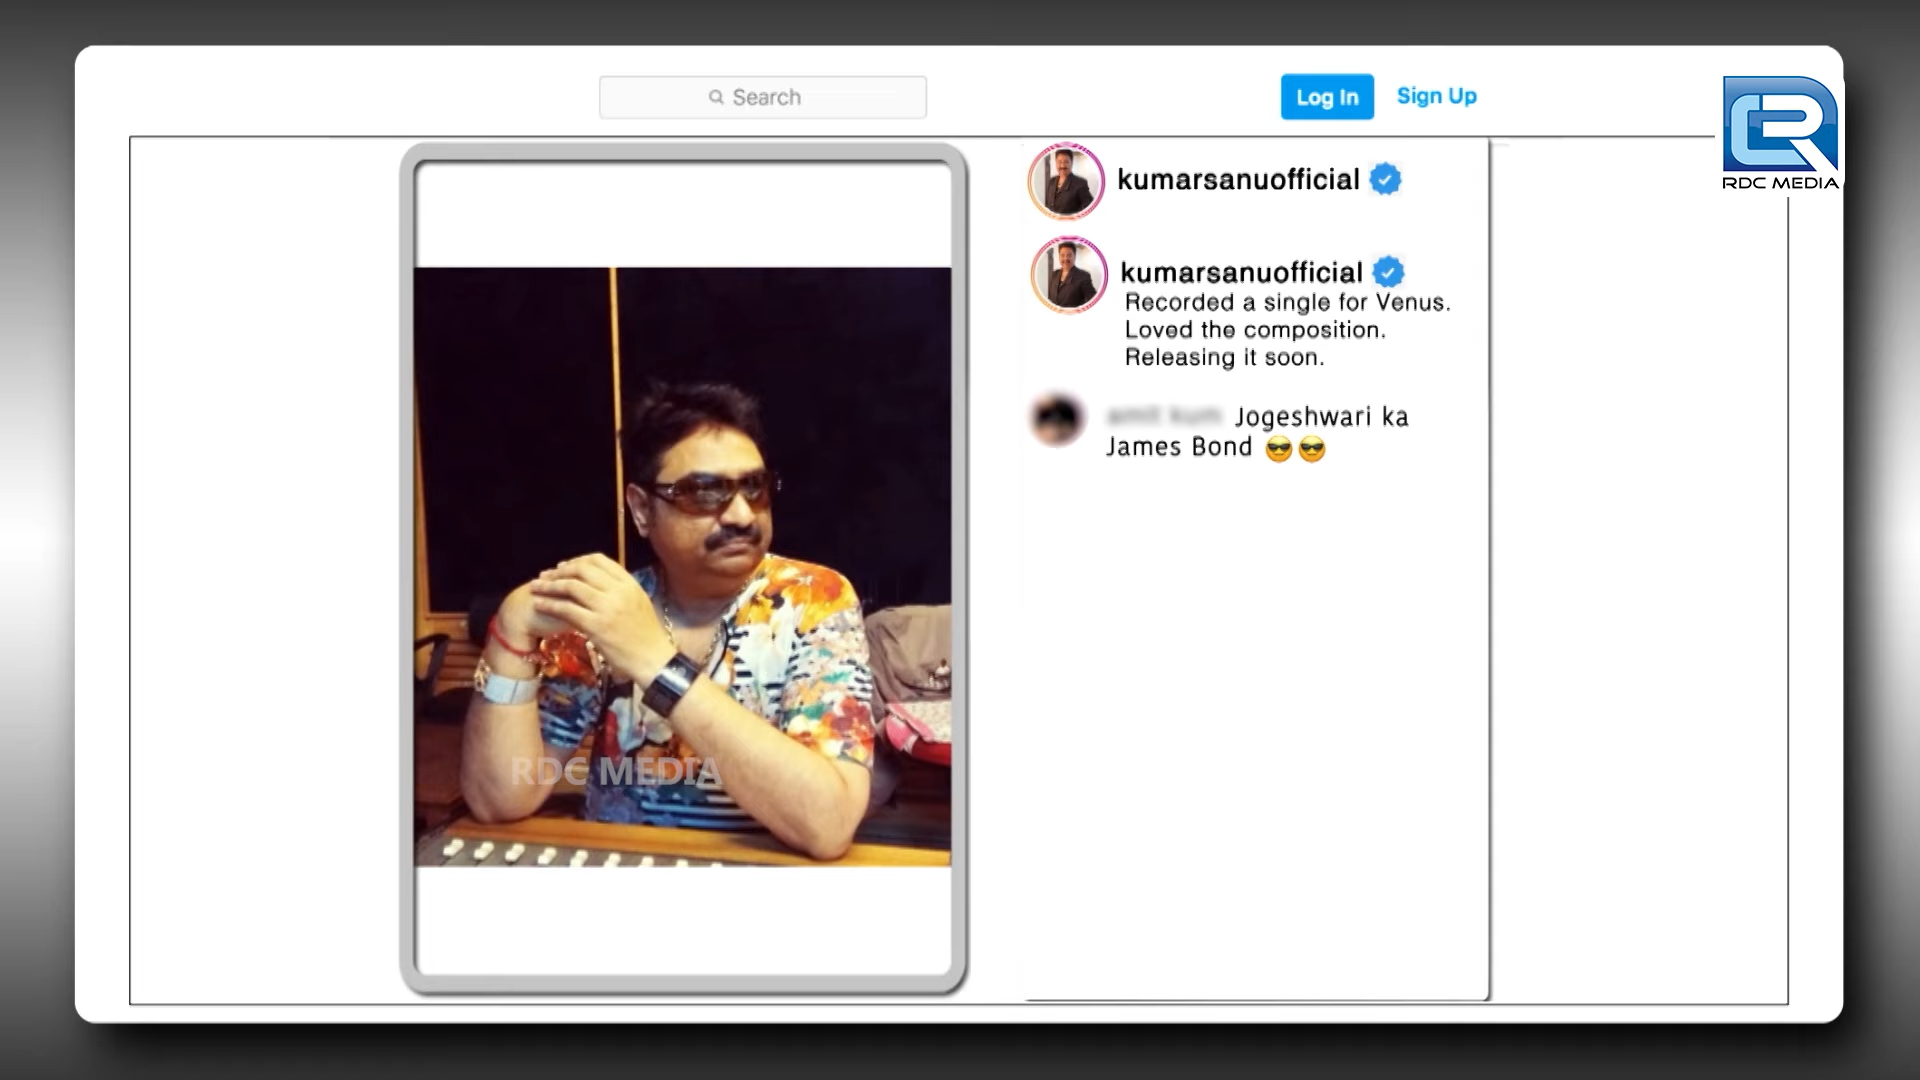 Search
Log In
Sign Up
RDC MEDIA
kumarsanuofficial
kumarsanuofficial
Recorded a single for Venus.
Loved the composition.
Releasing it soon.
Jogeshwari ka
James Bond 😎😎
RDC MEDIA